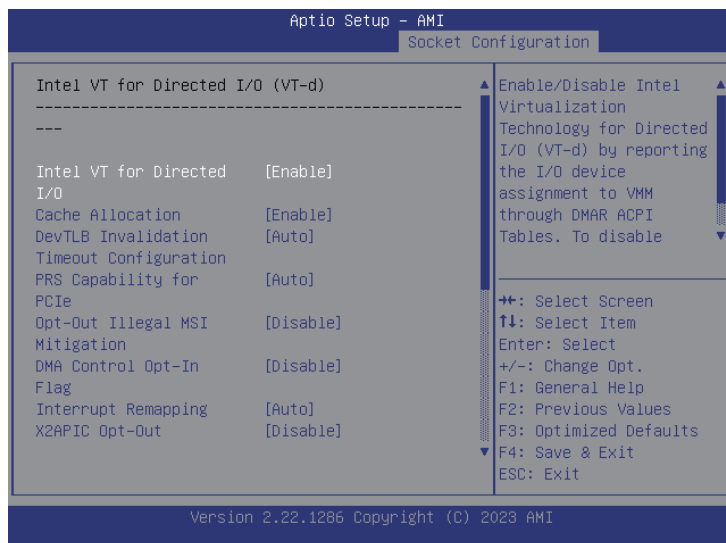 Aptio Setup - AMI
Socket Configuration
Intel VT for Directed I/O (VT-d)
--------------------------------------------------
---
Intel VT for Directed [Enable]
I/O
Cache Allocation [Enable]
DevTLB Invalidation [Auto]
Timeout Configuration
PRS Capability for [Auto]
PCIe
Opt-Out Illegal MSI [Disable]
Mitigation
DMA Control Opt-In [Disable]
Flag
Interrupt Remapping [Auto]
X2APIC Opt-Out [Disable]
Enable/Disable Intel
Virtualization
Technology for Directed
I/O (VT-d) by reporting
the I/O device
assignment to VMM
through DMAR ACPI
Tables. To disable
→←: Select Screen
↑↓: Select Item
Enter: Select
+/-: Change Opt.
F1: General Help
F2: Previous Values
F3: Optimized Defaults
F4: Save & Exit
ESC: Exit
Version 2.22.1286 Copyright (C) 2023 AMI